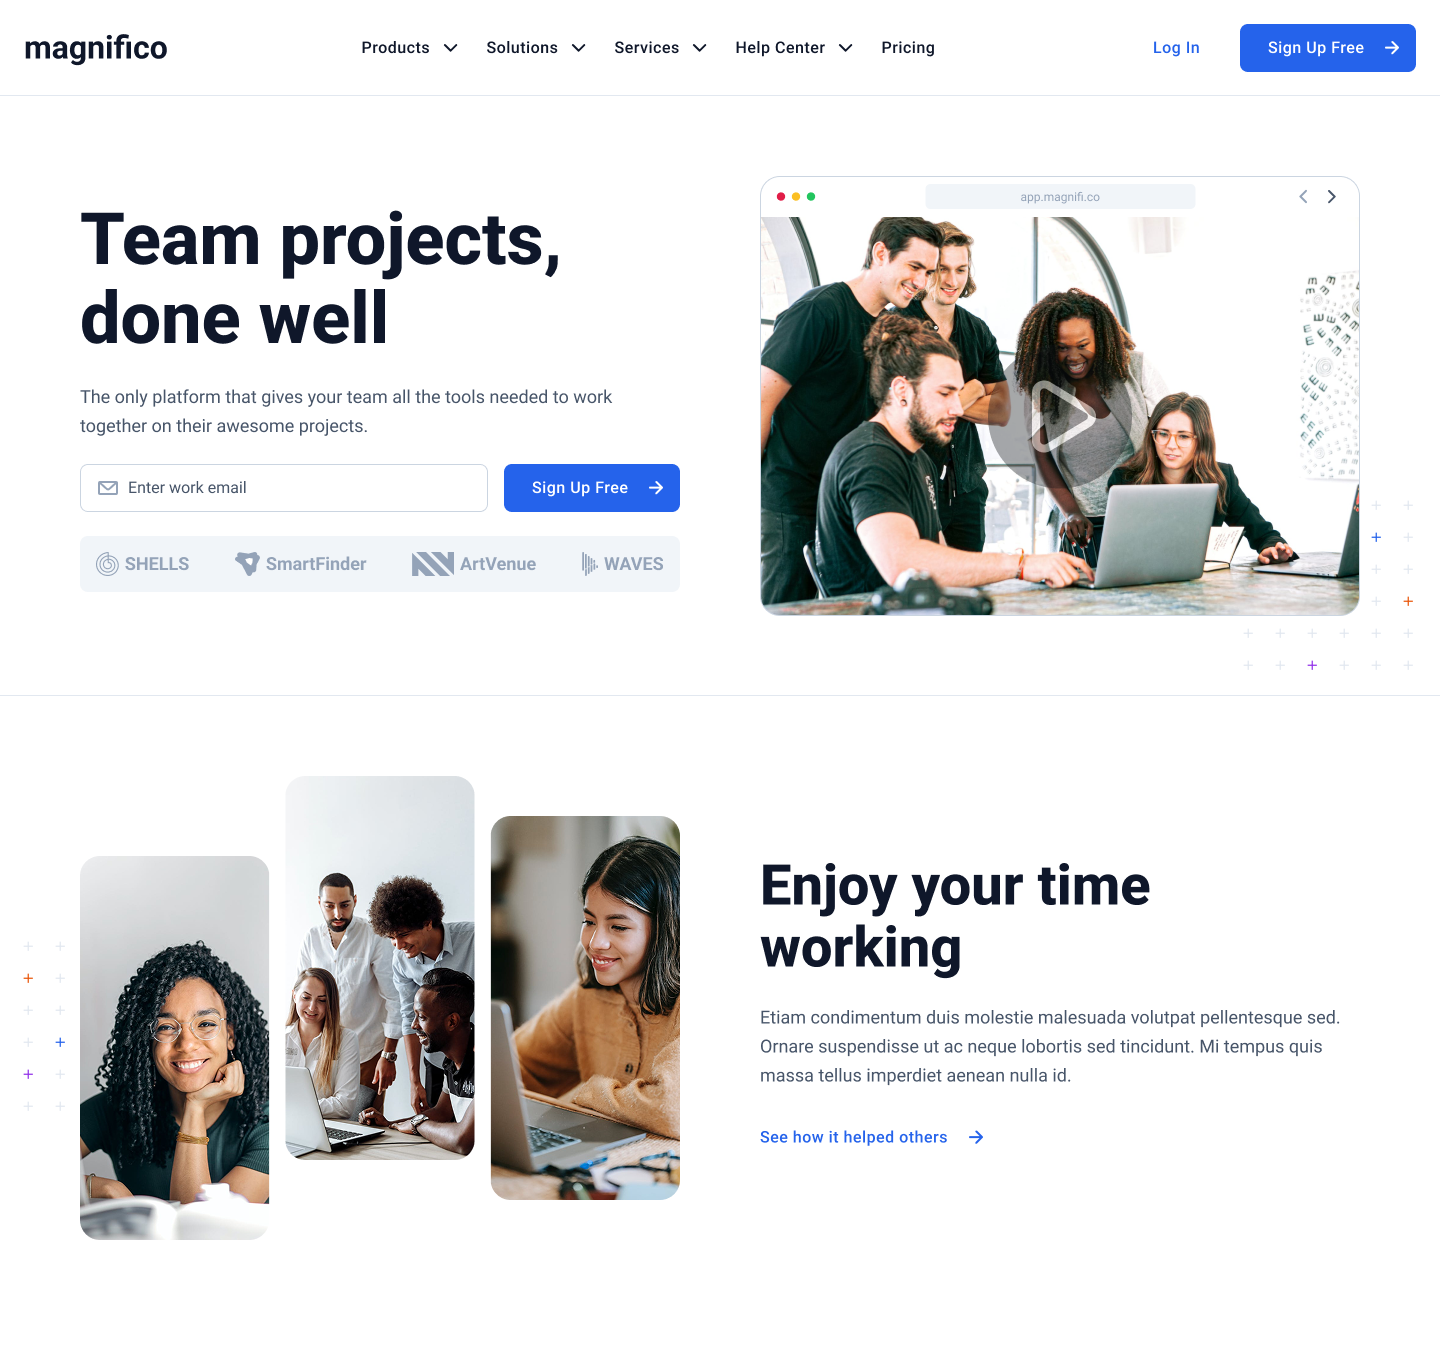 magnifico
Products
Solutions
Services
Help Center
Pricing
Log In
Sign Up Free
Team projects,
done well
The only platform that gives your team all the tools needed to work
together on their awesome projects.
Enter work email
Sign Up Free
SHELLS
SmartFinder
ArtVenue
WAVES
app.magnifi.co
Enjoy your time
working
Etiam condimentum duis molestie malesuada volutpat pellentesque sed.
Ornare suspendisse ut ac neque lobortis sed tincidunt. Mi tempus quis
massa tellus imperdiet aenean nulla id.
See how it helped others